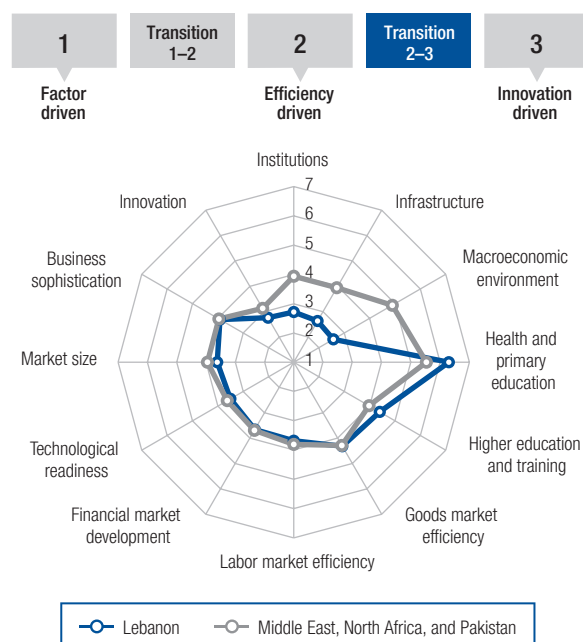 1
Transition
1–2
2
Transition
2–3
3
Factor
driven
Efficiency
driven
Innovation
driven
Institutions
Infrastructure
Macroeconomic
environment
Health and
primary
education
Higher education
and training
Goods market
efficiency
Labor market efficiency
Financial market
development
Technological
readiness
Market size
Business
sophistication
Innovation
7
6
5
4
3
2
1
Lebanon
Middle East, North Africa, and Pakistan